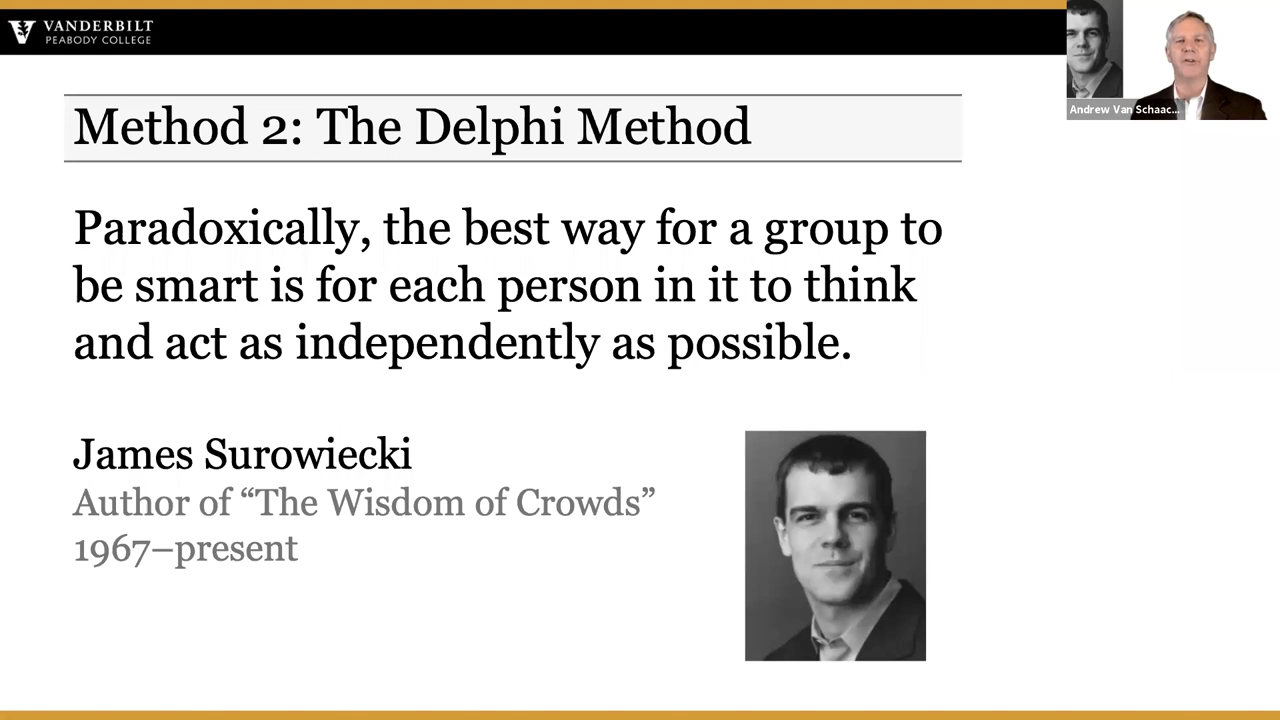 VANDERBILT
PEABODY COLLEGE
Andrew Van Schaac...
Method 2: The Delphi Method
Paradoxically, the best way for a group to
be smart is for each person in it to think
and act as independently as possible.
James Surowiecki
Author of “The Wisdom of Crowds”
1967–present